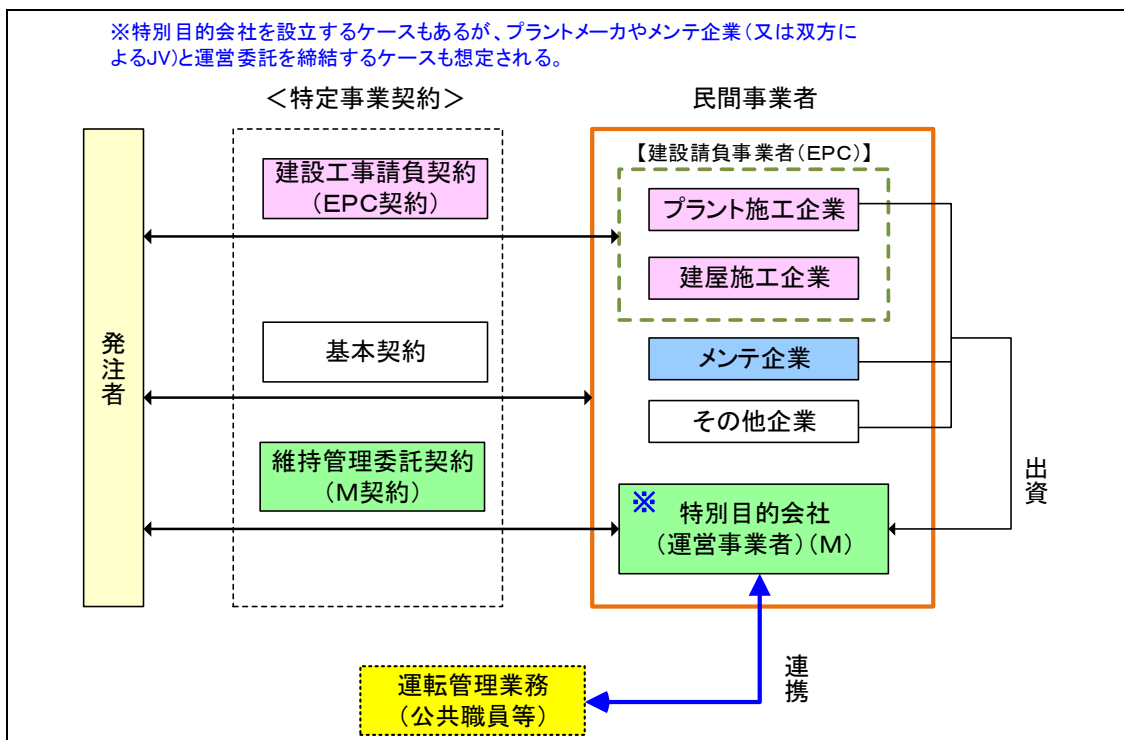 ※特別目的会社を設立するケースもあるが、プラントメーカやメンテ企業(又は双方に
よるJV)と運営委託を締結するケースも想定される。
＜特定事業契約＞
民間事業者
【建設請負事業者(EPC)】
建設工事請負契約
(EPC契約)
プラント施工企業
建屋施工企業
発注者
基本契約
メンテ企業
その他企業
維持管理委託契約
(M契約)
出資
※
特別目的会社
(運営事業者)(M)
連携
運転管理業務
(公共職員等)